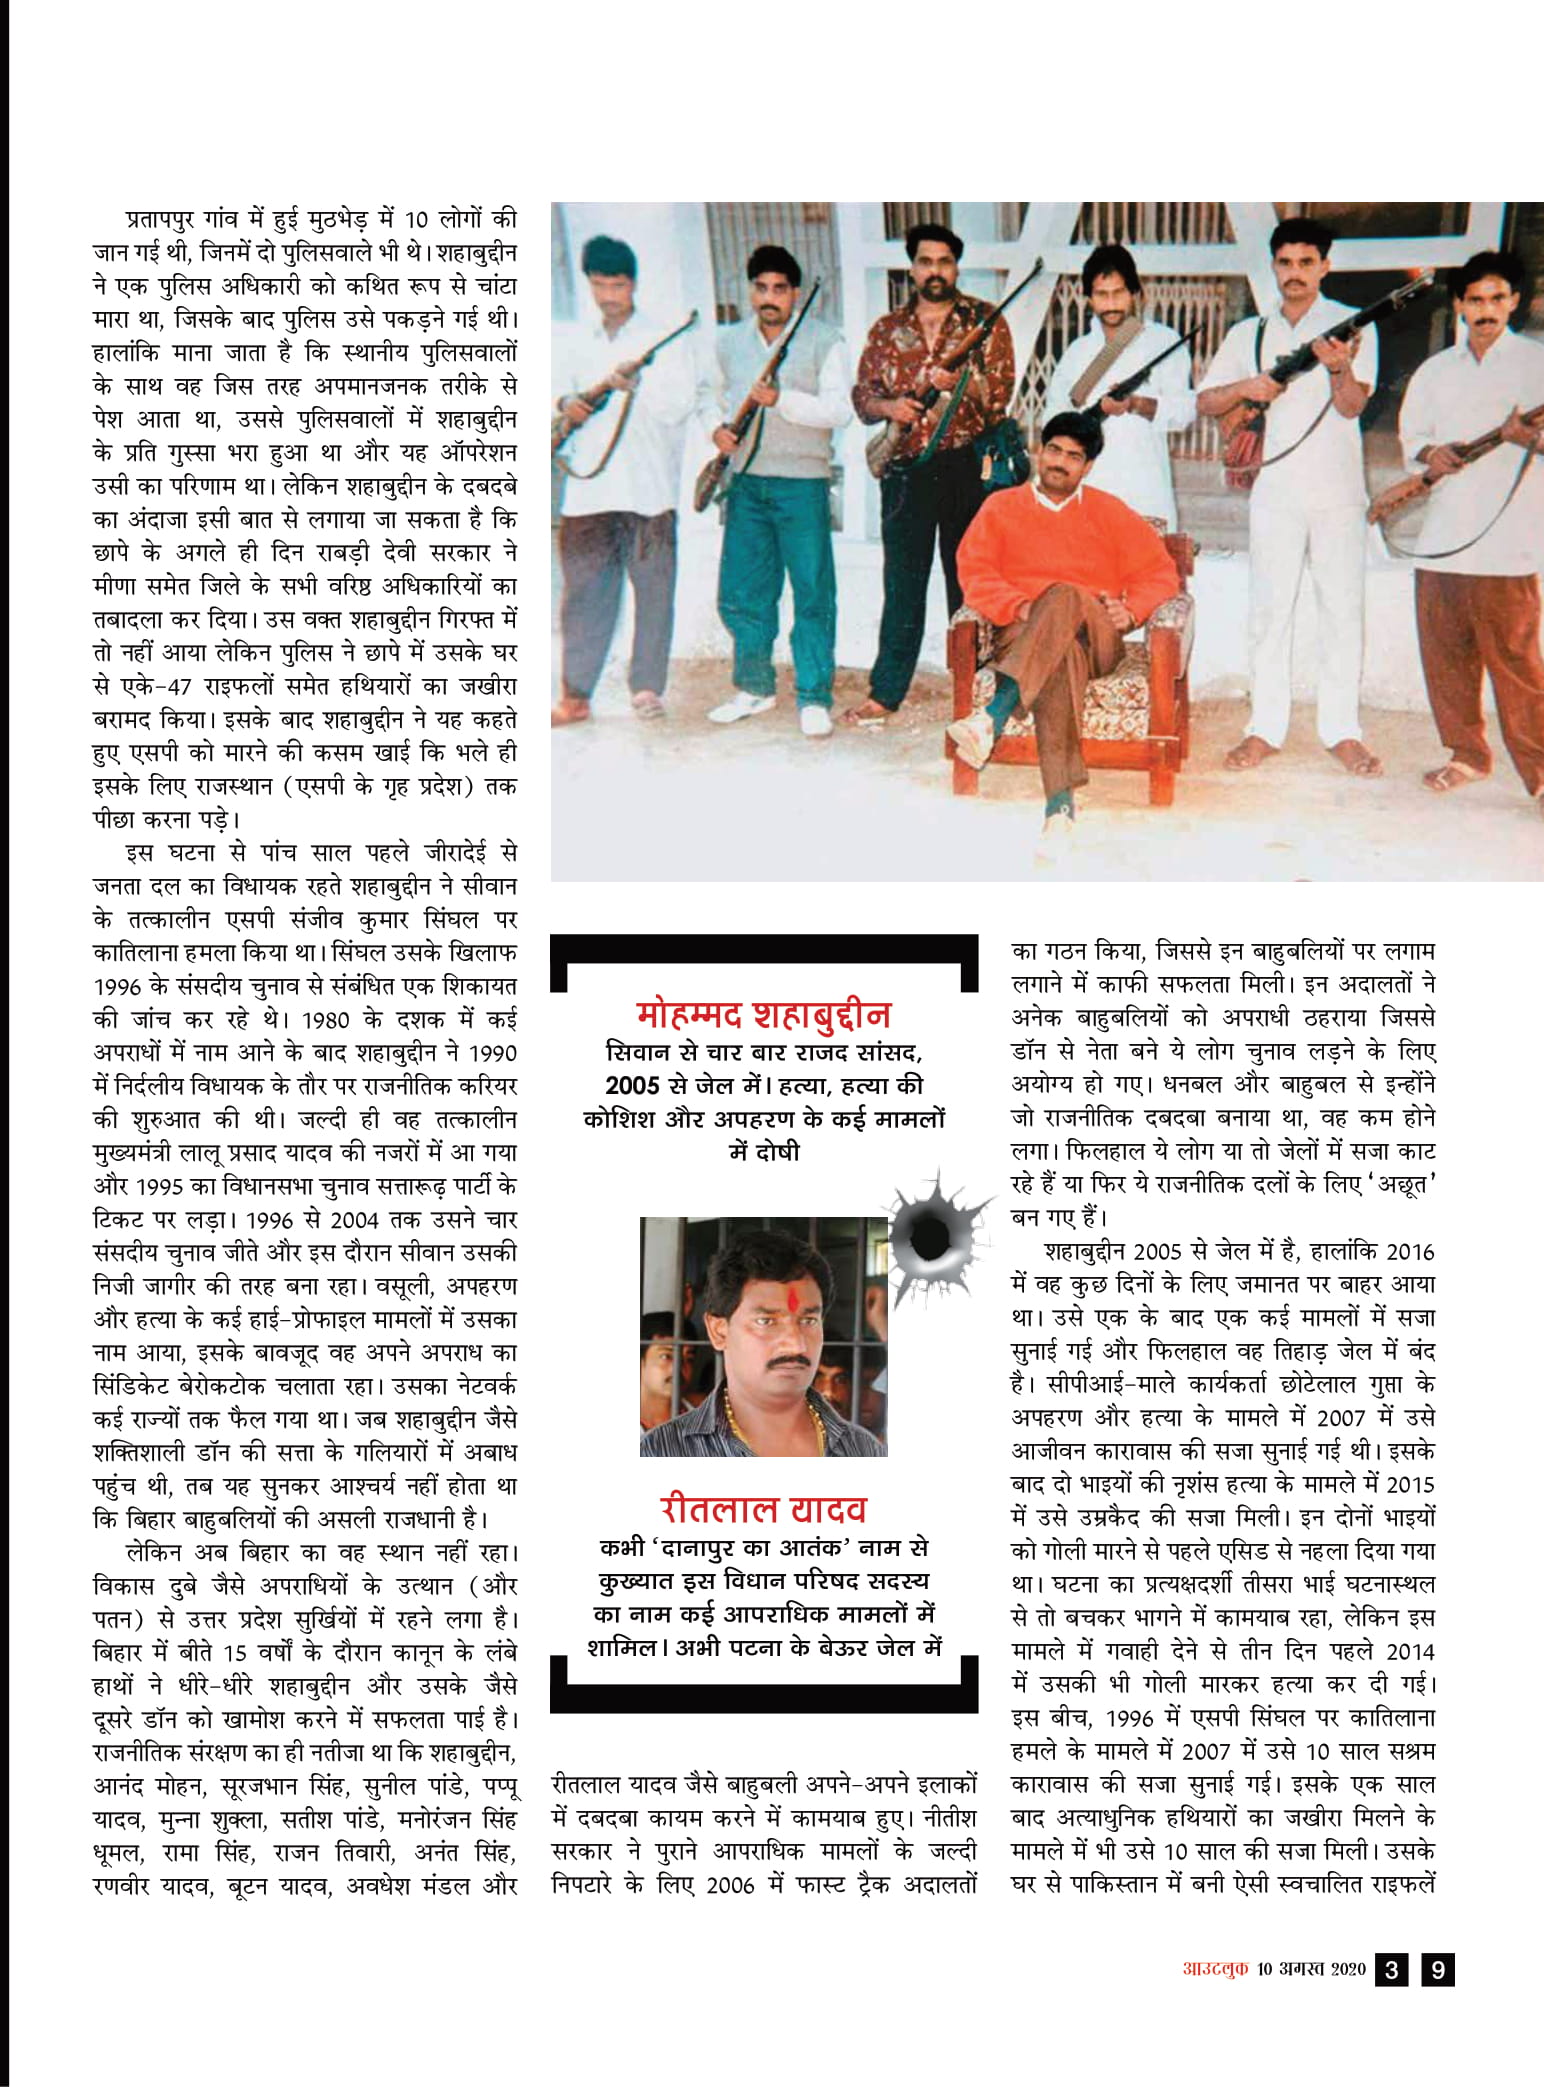 प्रतापपुर गांव में हुई मुठभेड़ में 10 लोगों की
जान गई थी, जिनमें दो पुलिसवाले भी थे। शहाबुद्दीन
ने एक पुलिस अधिकारी को कथित रूप से चांटा
मारा था, जिसके बाद पुलिस उसे पकड़ने गई थी।
हालांकि माना जाता है कि स्थानीय पुलिसवालों
के साथ वह जिस तरह अपमानजनक तरीके से
पेश आता था, उससे पुलिसवालों में शहाबुद्दीन
के प्रति गुस्सा भरा हुआ था और यह ऑपरेशन
उसी का परिणाम था। लेकिन शहाबुद्दीन के दबदबे
का अंदाजा इसी बात से लगाया जा सकता है कि
छापे के अगले ही दिन राबड़ी देवी सरकार ने
मीणा समेत जिले के सभी वरिष्ठ अधिकारियों का
तबादला कर दिया। उस वक्त शहाबुद्दीन गिरफ्त में
तो नहीं आया लेकिन पुलिस ने छापे में उसके घर
से एके-47 राइफलों समेत हथियारों का जखीरा
बरामद किया। इसके बाद शहाबुद्दीन ने यह कहते
हुए एसपी को मारने की कसम खाई कि भले ही
इसके लिए राजस्थान (एसपी के गृह प्रदेश) तक
पीछा करना पड़े।
इस घटना से पांच साल पहले जीरादेई से
जनता दल का विधायक रहते शहाबुद्दीन ने सीवान
के तत्कालीन एसपी संजीव कुमार सिंघल पर
कातिलाना हमला किया था। सिंघल उसके खिलाफ
1996 के संसदीय चुनाव से संबंधित एक शिकायत
की जांच कर रहे थे। 1980 के दशक में कई
अपराधों में नाम आने के बाद शहाबुद्दीन ने 1990
में निर्दलीय विधायक के तौर पर राजनीतिक करियर
की शुरुआत की थी। जल्दी ही वह तत्कालीन
मुख्यमंत्री लालू प्रसाद यादव की नजरों में आ गया
और 1995 का विधानसभा चुनाव सत्तारूढ़ पार्टी के
टिकट पर लड़ा। 1996 से 2004 तक उसने चार
संसदीय चुनाव जीते और इस दौरान सीवान उसकी
निजी जागीर की तरह बना रहा। वसूली, अपहरण
और हत्या के कई हाई-प्रोफाइल मामलों में उसका
नाम आया, इसके बावजूद वह अपने अपराध का
सिंडिकेट बेरोकटोक चलाता रहा। उसका नेटवर्क
कई राज्यों तक फैल गया था। जब शहाबुद्दीन जैसे
शक्तिशाली डॉन की सत्ता के गलियारों में अबाध
पहुंच थी, तब यह सुनकर आश्चर्य नहीं होता था
कि बिहार बाहुबलियों की असली राजधानी है।
लेकिन अब बिहार का वह स्थान नहीं रहा।
विकास दुबे जैसे अपराधियों के उत्थान (और
पतन) से उत्तर प्रदेश सुर्खियों में रहने लगा है।
बिहार में बीते 15 वर्षों के दौरान कानून के लंबे
हाथों ने धीरे-धीरे शहाबुद्दीन और उसके जैसे
दूसरे डॉन को खामोश करने में सफलता पाई है।
राजनीतिक संरक्षण का ही नतीजा था कि शहाबुद्दीन,
आनंद मोहन, सूरजभान सिंह, सुनील पांडे, पप्पू
यादव, मुन्ना शुक्ला, सतीश पांडे, मनोरंजन सिंह
धूमल, रामा सिंह, राजन तिवारी, अनंत सिंह,
रणवीर यादव, बूटन यादव, अवधेश मंडल और
मोहम्मद शहाबुद्दीन
सिवान से चार बार राजद सांसद,
2005 से जेल में। हत्या, हत्या की
कोशिश और अपहरण के कई मामलों
में दोषी
रीतलाल यादव
कभी ‘दानापुर का आतंक’ नाम से
कुख्यात इस विधान परिषद सदस्य
का नाम कई आपराधिक मामलों में
शामिल। अभी पटना के बेऊर जेल में
रीतलाल यादव जैसे बाहुबली अपने-अपने इलाकों
में दबदबा कायम करने में कामयाब हुए। नीतीश
सरकार ने पुराने आपराधिक मामलों के जल्दी
निपटारे के लिए 2006 में फास्ट ट्रैक अदालतों
का गठन किया, जिससे इन बाहुबलियों पर लगाम
लगाने में काफी सफलता मिली। इन अदालतों ने
अनेक बाहुबलियों को अपराधी ठहराया जिससे
डॉन से नेता बने ये लोग चुनाव लड़ने के लिए
अयोग्य हो गए। धनबल और बाहुबल से इन्होंने
जो राजनीतिक दबदबा बनाया था, वह कम होने
लगा। फिलहाल ये लोग या तो जेलों में सजा काट
रहे हैं या फिर ये राजनीतिक दलों के लिए ‘अछूत’
बन गए हैं।
शहाबुद्दीन 2005 से जेल में है, हालांकि 2016
में वह कुछ दिनों के लिए जमानत पर बाहर आया
था। उसे एक के बाद एक कई मामलों में सजा
सुनाई गई और फिलहाल वह तिहाड़ जेल में बंद
है। सीपीआई-माले कार्यकर्ता छोटेलाल गुप्ता के
अपहरण और हत्या के मामले में 2007 में उसे
आजीवन कारावास की सजा सुनाई गई थी। इसके
बाद दो भाइयों की नृशंस हत्या के मामले में 2015
में उसे उम्रकैद की सजा मिली। इन दोनों भाइयों
को गोली मारने से पहले एसिड से नहला दिया गया
था। घटना का प्रत्यक्षदर्शी तीसरा भाई घटनास्थल
से तो बचकर भागने में कामयाब रहा, लेकिन इस
मामले में गवाही देने से तीन दिन पहले 2014
में उसकी भी गोली मारकर हत्या कर दी गई।
इस बीच, 1996 में एसपी सिंघल पर कातिलाना
हमले के मामले में 2007 में उसे 10 साल सश्रम
कारावास की सजा सुनाई गई। इसके एक साल
बाद अत्याधुनिक हथियारों का जखीरा मिलने के
मामले में भी उसे 10 साल की सजा मिली। उसके
घर से पाकिस्तान में बनी ऐसी स्वचालित राइफलें
आउटलुक 10 अगस्त 2020 3 9